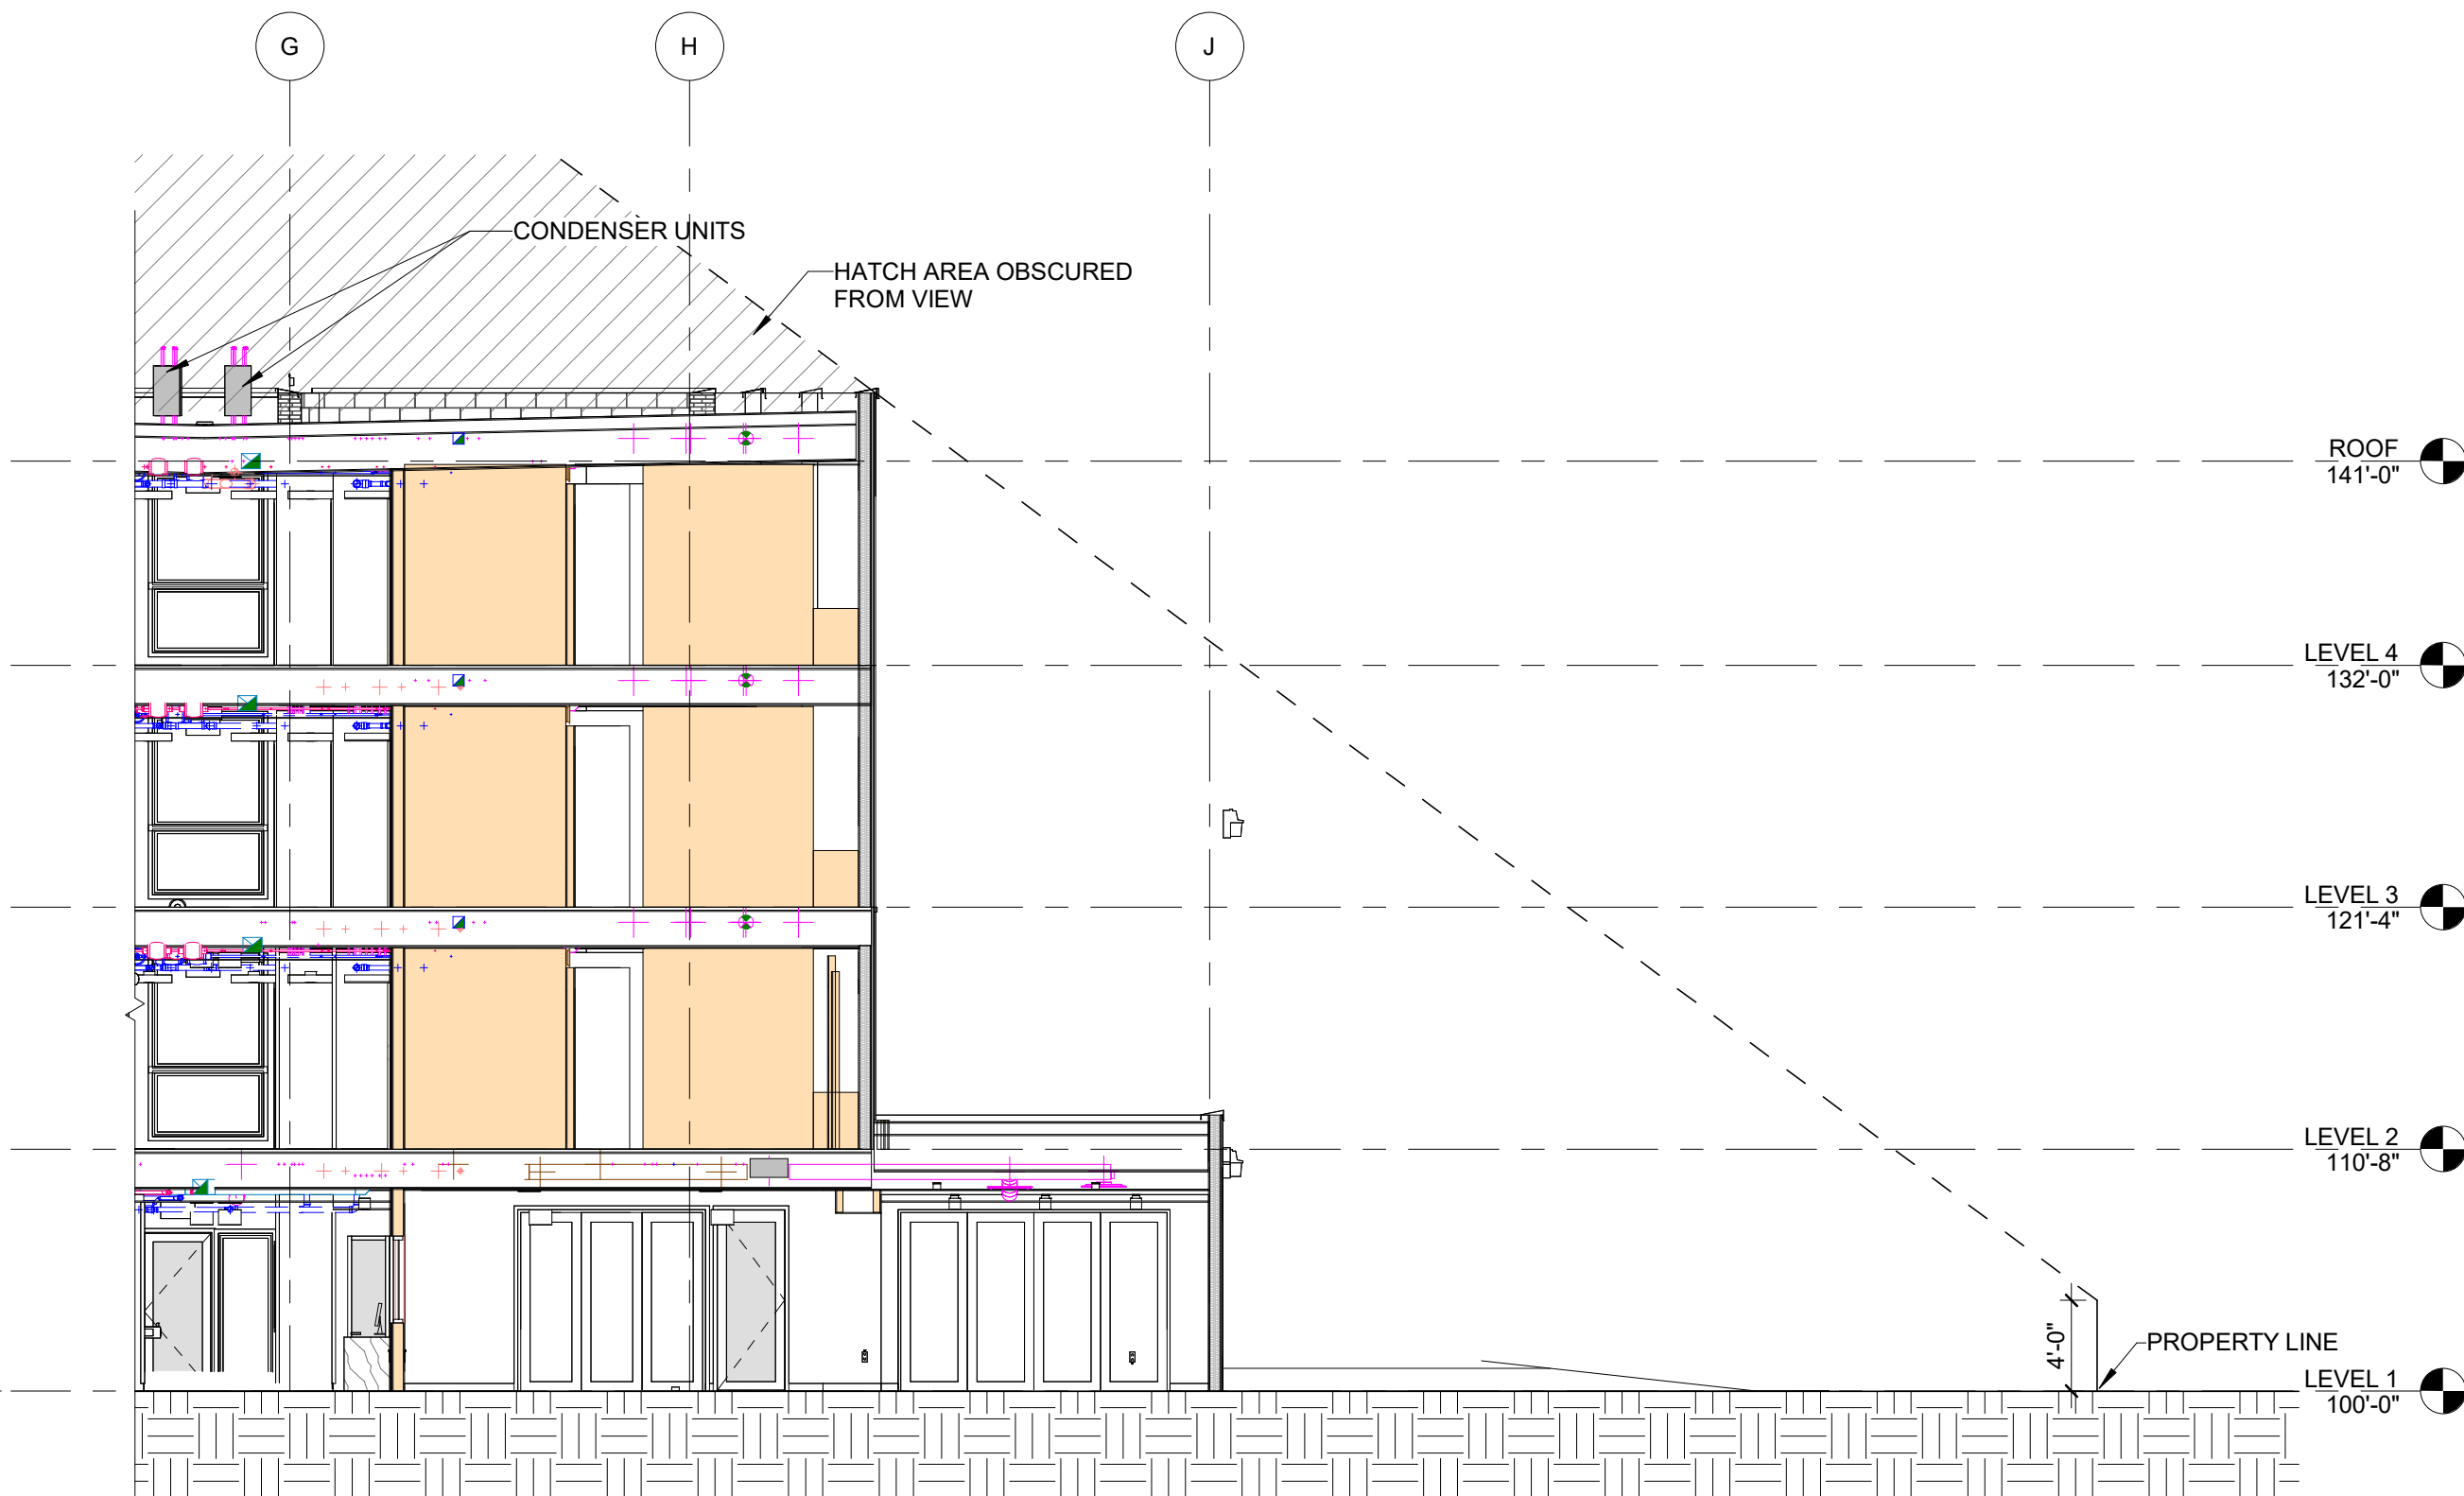 G
H
J
CONDENSER UNITS
HATCH AREA OBSCURED
FROM VIEW
ROOF
141'-0"
LEVEL 4
132'-0"
LEVEL 3
121'-4"
LEVEL 2
110'-8"
4'-0"
PROPERTY LINE
LEVEL 1
100'-0"